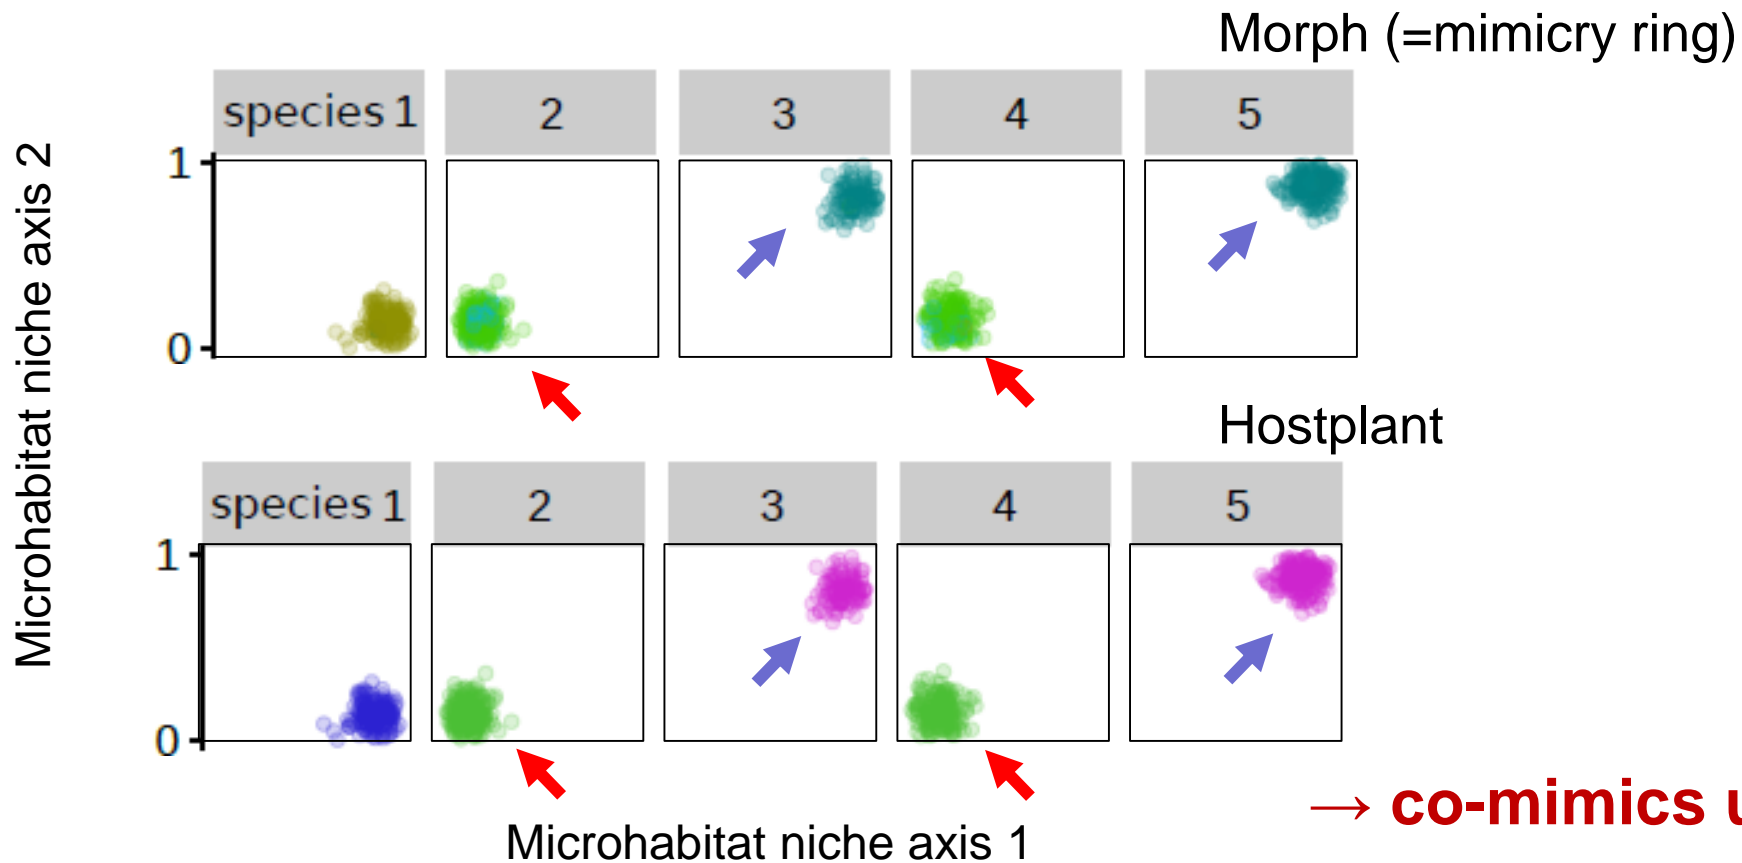 Morph (=mimicry ring)
species 1 2 3 4 5
Microhabitat niche axis 2
1
0
Hostplant
species 1 2 3 4 5
1
0
→ co-mimics u
Microhabitat niche axis 1